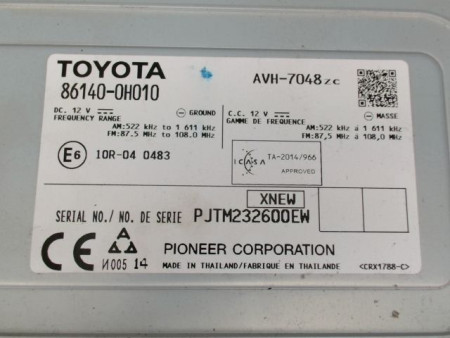 TOYOTA
86140-0H010
AVH-7048zc
DC. 12 V GROUND
FREQUENCY RANGE
AM:522 kHz to 1 611 kHz
FM:87.5 MHz to 108.0 MHz
C.C. 12 V MASSE
GAMME DE FREQUENCE
AM:522 kHz á 1 611 kHz
FM:87,5 MHz á 108,0 MHz
E6 10R-04 0483
ICASA
TA-2014/966
APPROVED
XNEW
SERIAL NO./ NO. DE SERIE PJTM232600EW
CE
И005 14
PIONEER CORPORATION
MADE IN THAILAND/FABRIQUÉ EN THAILANDE
<CRX1788-C>